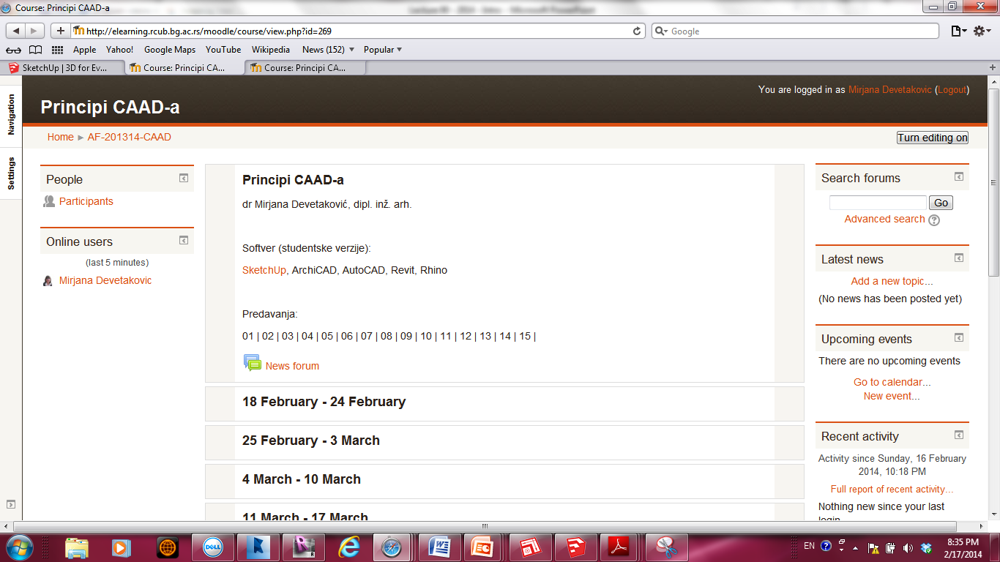 Course: Principi CAAD-a
Lecture 00 - 2014 - Intro - Microsoft PowerPoint
http://elearning.rcub.bg.ac.rs/moodle/course/view.php?id=269
Google
Apple Yahoo! Google Maps YouTube Wikipedia News (152) Popular
SketchUp | 3D for Ev... Course: Principi CA... Course: Principi CA...
Navigation
Settings
You are logged in as Mirjana Devetakovic (Logout)
Principi CAAD-a
Home ► AF-201314-CAAD
Turn editing on
People
Participants
Online users
(last 5 minutes)
Mirjana Devetakovic
Principi CAAD-a
dr Mirjana Devetaković, dipl. inž. arh.
Softver (studentske verzije):
SketchUp, ArchiCAD, AutoCAD, Revit, Rhino
Predavanja:
01 | 02 | 03 | 04 | 05 | 06 | 07 | 08 | 09 | 10 | 11 | 12 | 13 | 14 | 15 |
News forum
18 February - 24 February
25 February - 3 March
4 March - 10 March
11 March - 17 March
Search forums
Go
Advanced search
Latest news
Add a new topic...
(No news has been posted yet)
Upcoming events
There are no upcoming events
Go to calendar...
New event...
Recent activity
Activity since Sunday, 16 February
2014, 10:18 PM
Full report of recent activity...
Nothing new since your last
login
DELL
EN
8:35 PM
2/17/2014